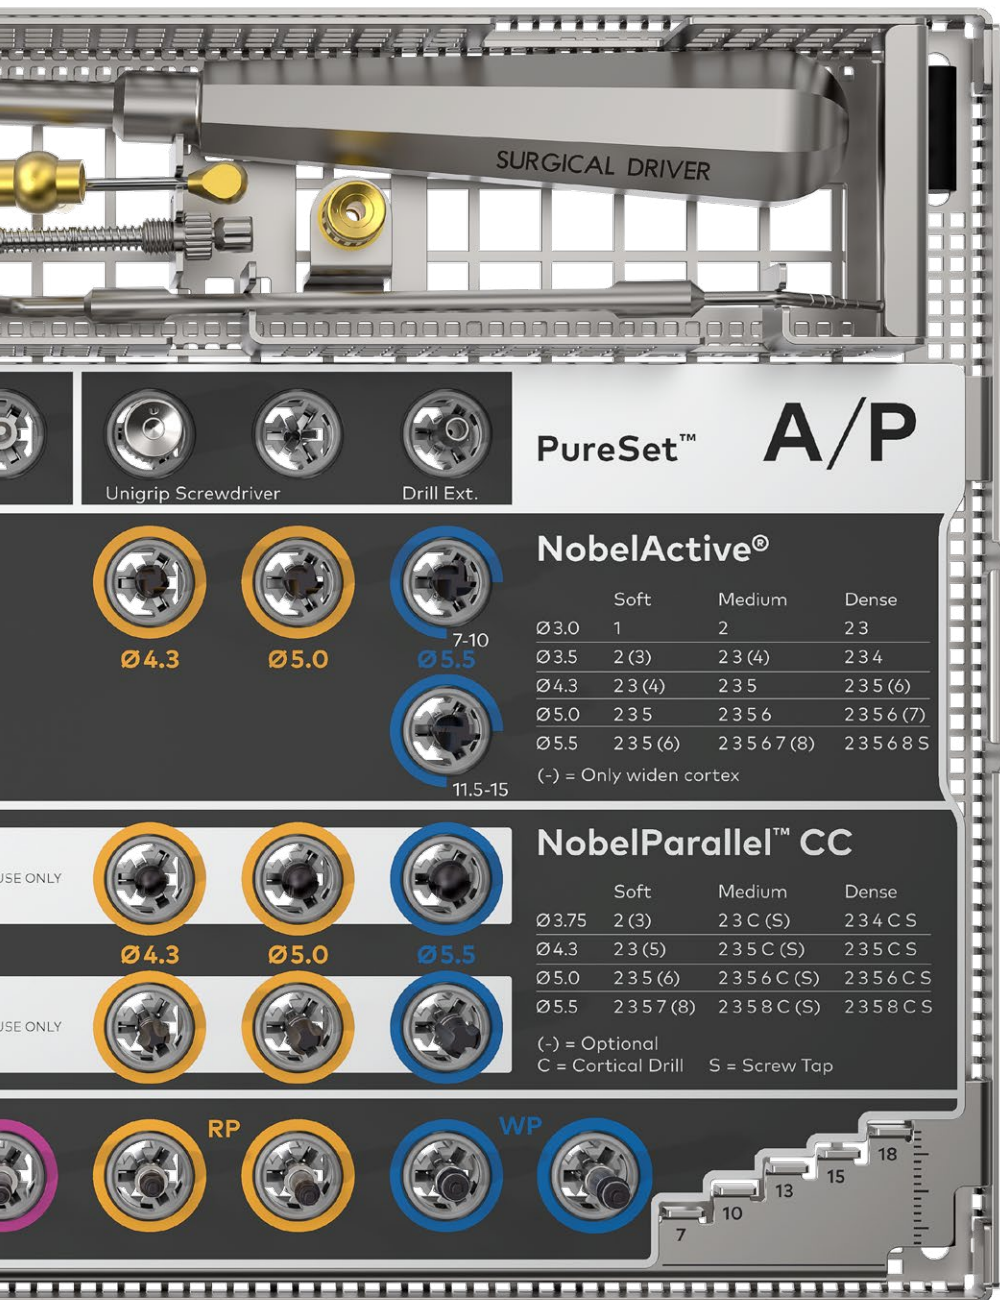 SURGICAL DRIVER
U
Unigrip Screwdriver
Drill Ext.
PureSet™
A/P
7-10
Ø4.3
Ø5.0
Ø5.5
11.5-15
NobelActive®
Soft Medium Dense
Ø3.0 1 2 2 3
Ø3.5 2 (3) 2 3 (4) 2 3 4
Ø4.3 2 3 (4) 2 3 5 2 3 5 (6)
Ø5.0 2 3 5 2 3 5 6 2 3 5 6 (7)
Ø5.5 2 3 5 (6) 2 3 5 6 7 (8) 2 3 5 6 8 S
(-) = Only widen cortex
USE ONLY
Ø4.3
Ø5.0
Ø5.5
USE ONLY
NobelParallel™ CC
Soft Medium Dense
Ø3.75 2 (3) 2 3 C (S) 2 3 4 C S
Ø4.3 2 3 (5) 2 3 5 C (S) 2 3 5 C S
Ø5.0 2 3 5 (6) 2 3 5 6 C (S) 2 3 5 6 C S
Ø5.5 2 3 5 7 (8) 2 3 5 8 C (S) 2 3 5 8 C S
(-) = Optional
C = Cortical Drill S = Screw Tap
RP
WP
7
10
13
15
18